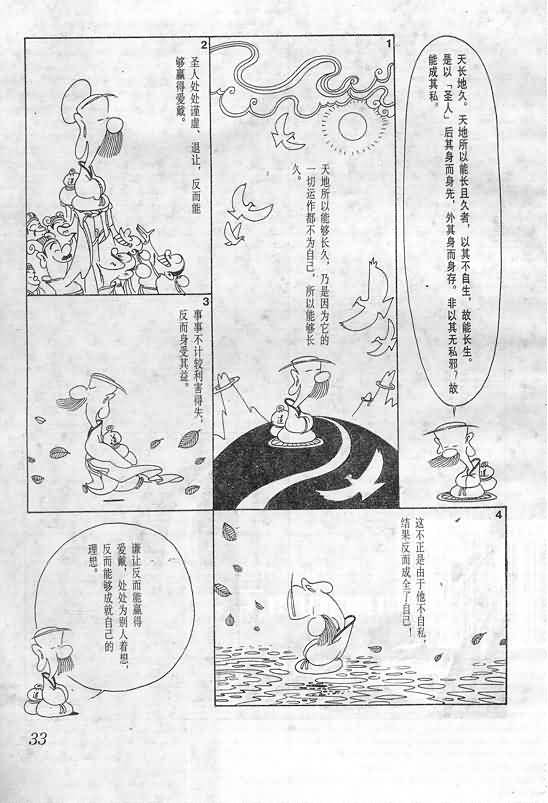 天长地久。天地所以能长且久者，以其不自生，故能长生。
是以「圣人」后其身而身先，外其身而身存。非以其无私邪？故
能成其私。
1
天地所以能够长久，乃是因为它的
一切运作都不为自己，所以能够长
久。
2
圣人处处谨虚、退让，反而能
够赢得爱戴。
3
事事不计较利害得失，
反而身受其益。
4
这不正是由于他不自私，
结果反而成全了自己！
谦让反而能赢得
爱戴，处处为别人着想，
反而能够成就自己的
理想。
33